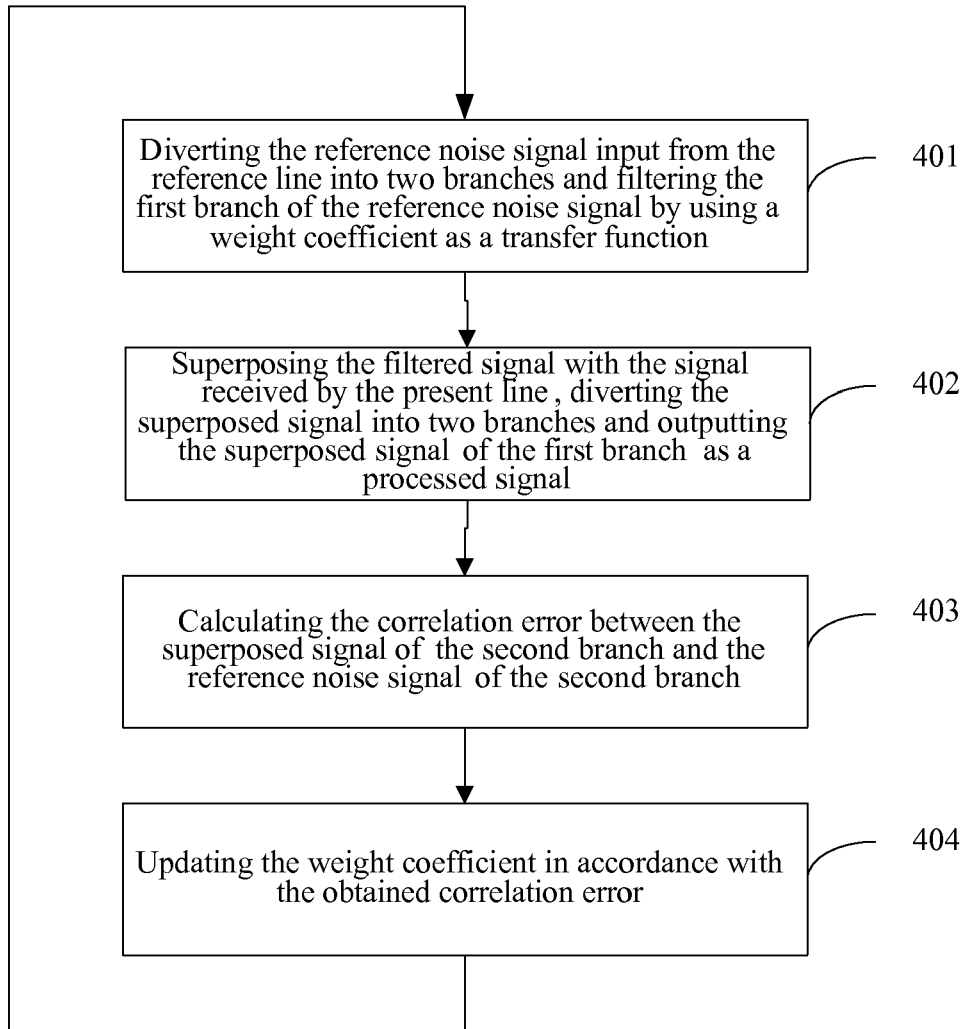 Diverting the reference noise signal input from the
reference line into two branches and filtering the
first branch of the reference noise signal by using a
weight coefficient as a transfer function
401
Superposing the filtered signal with the signal
received by the present line, diverting the
superposed signal into two branches and outputting
the superposed signal of the first branch as a
processed signal
402
Calculating the correlation error between the
superposed signal of the second branch and the
reference noise signal of the second branch
403
Updating the weight coefficient in accordance with
the obtained correlation error
404